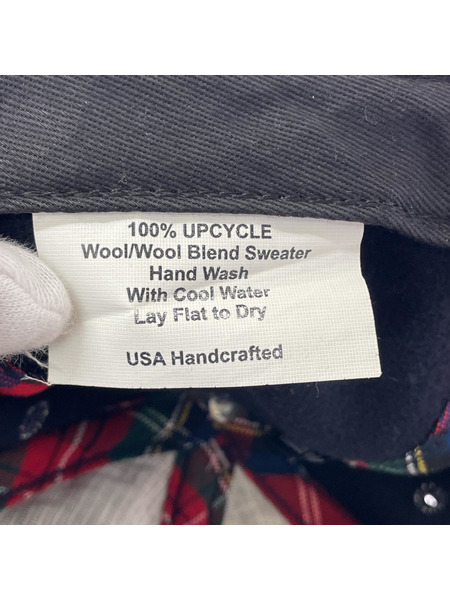 100% UPCYCLE
Wool/Wool Blend Sweater
Hand Wash
With Cool Water
Lay Flat to Dry
USA Handcrafted